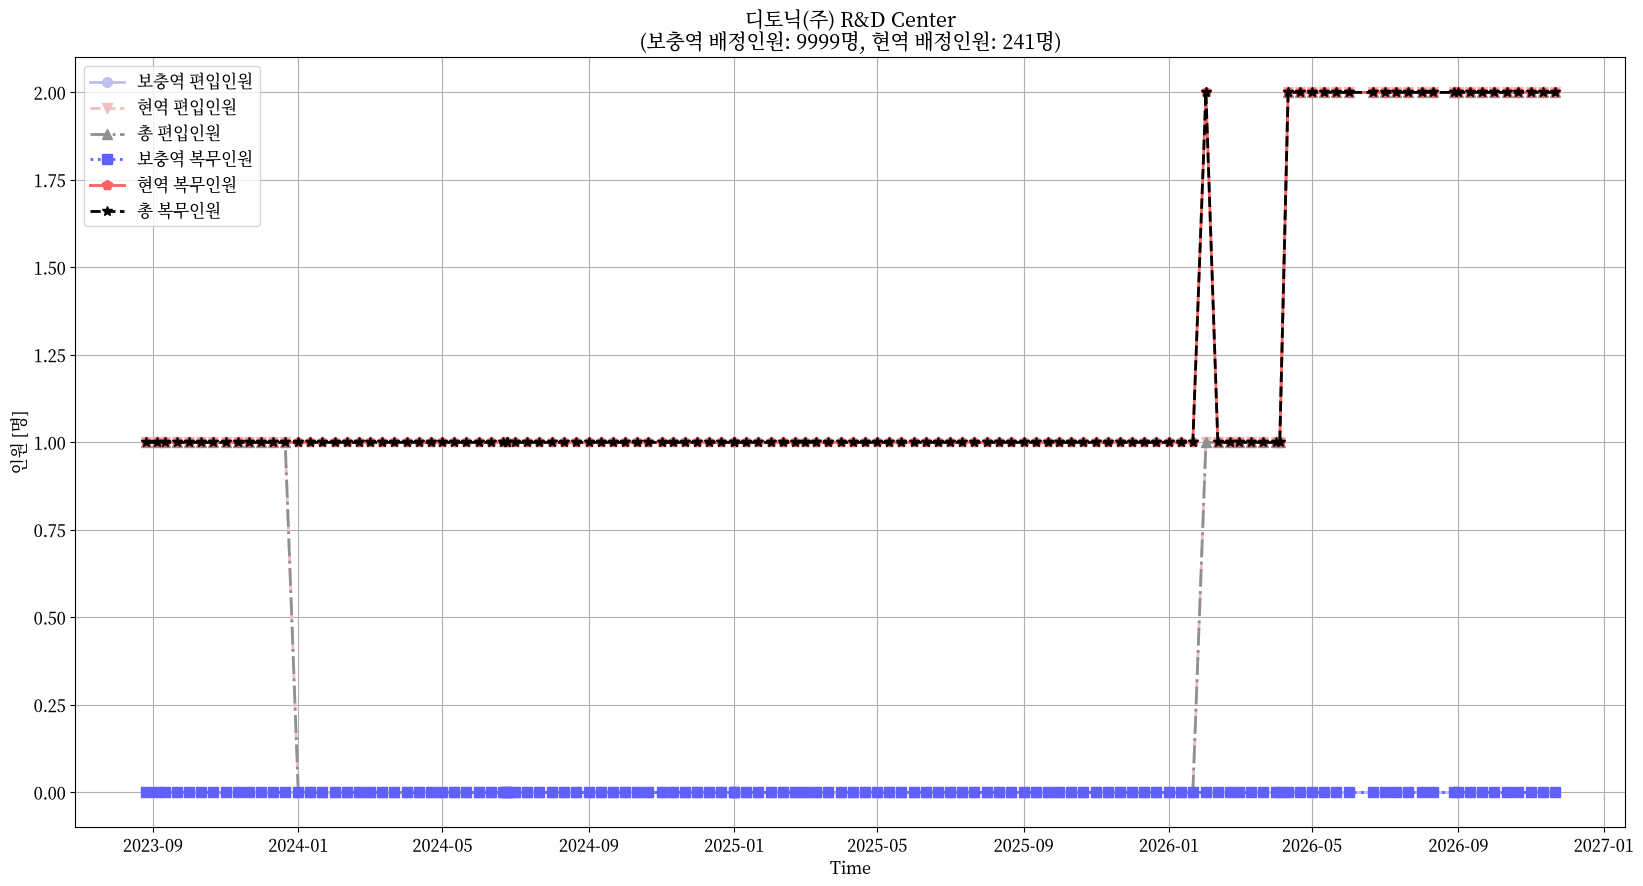 디토닉(주) R&D Center
(보충역 배정인원: 9999명, 현역 배정인원: 241명)
보충역 편입인원
현역 편입인원
총 편입인원
보충역 복무인원
현역 복무인원
총 복무인원
2.00
1.75
1.50
1.25
1.00
0.75
0.50
0.25
0.00
인원 [명]
2023-09
2024-01
2024-05
2024-09
2025-01
2025-05
2025-09
2026-01
2026-05
2026-09
2027-01
Time